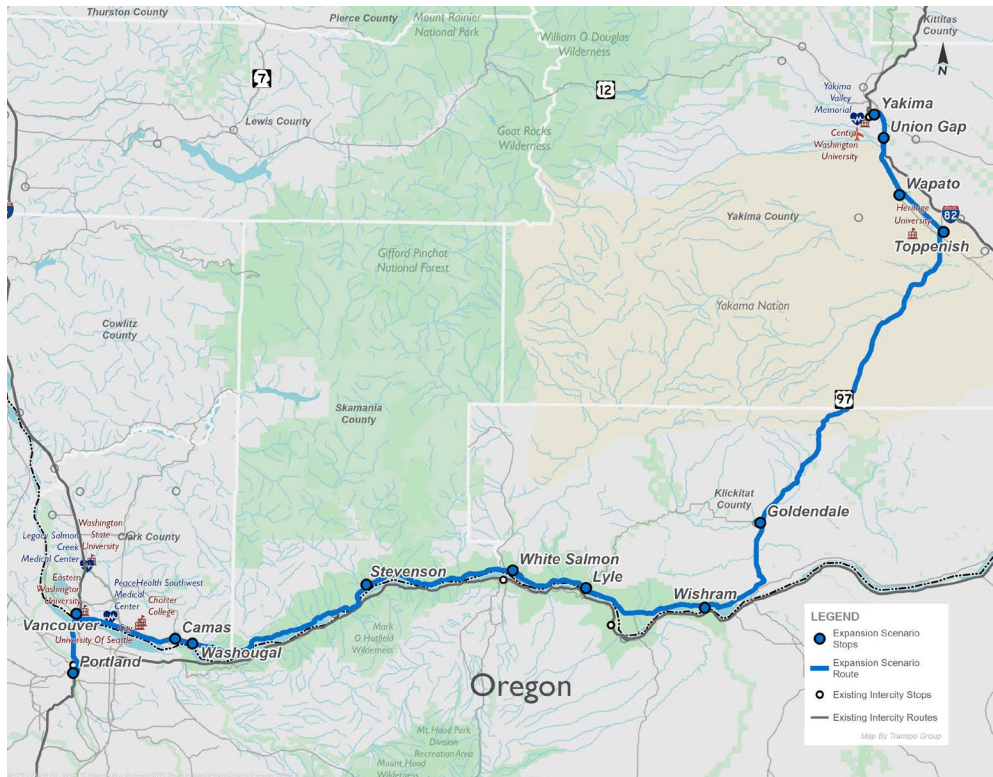 Thurston County
Pierce County
Mount Rainier
National Park
William O Douglas
Wilderness
Kittitas
County
N
7
12
Lewis County
Goat Rocks
Wilderness
Yakima
Valley
Memorial
Yakima
Union Gap
Central
Washington
University
Wapato
Heritage
University
82
Toppenish
Yakima County
Gifford Pinchot
National Forest
Yakama Nation
Cowlitz
County
Skamania
County
97
Klickitat
County
Goldendale
Washington
State
University
Legacy Salmon
Creek
Medical Center
Clark County
Eastern
Washington
University
PeaceHealth Southwest
Medical
Center
Charter
College
City
University Of Seattle
Vancouver
Camas
Washougal
Portland
Stevenson
White Salmon
Lyle
Wishram
Mark
O. Hatfield
Wilderness
Oregon
Mt. Hood Park
Division
Recreation Area
Mount Hood
Wilderness
LEGEND
Expansion Scenario
Stops
Expansion Scenario
Route
Existing Intercity Stops
Existing Intercity Routes
Map By Transpo Group